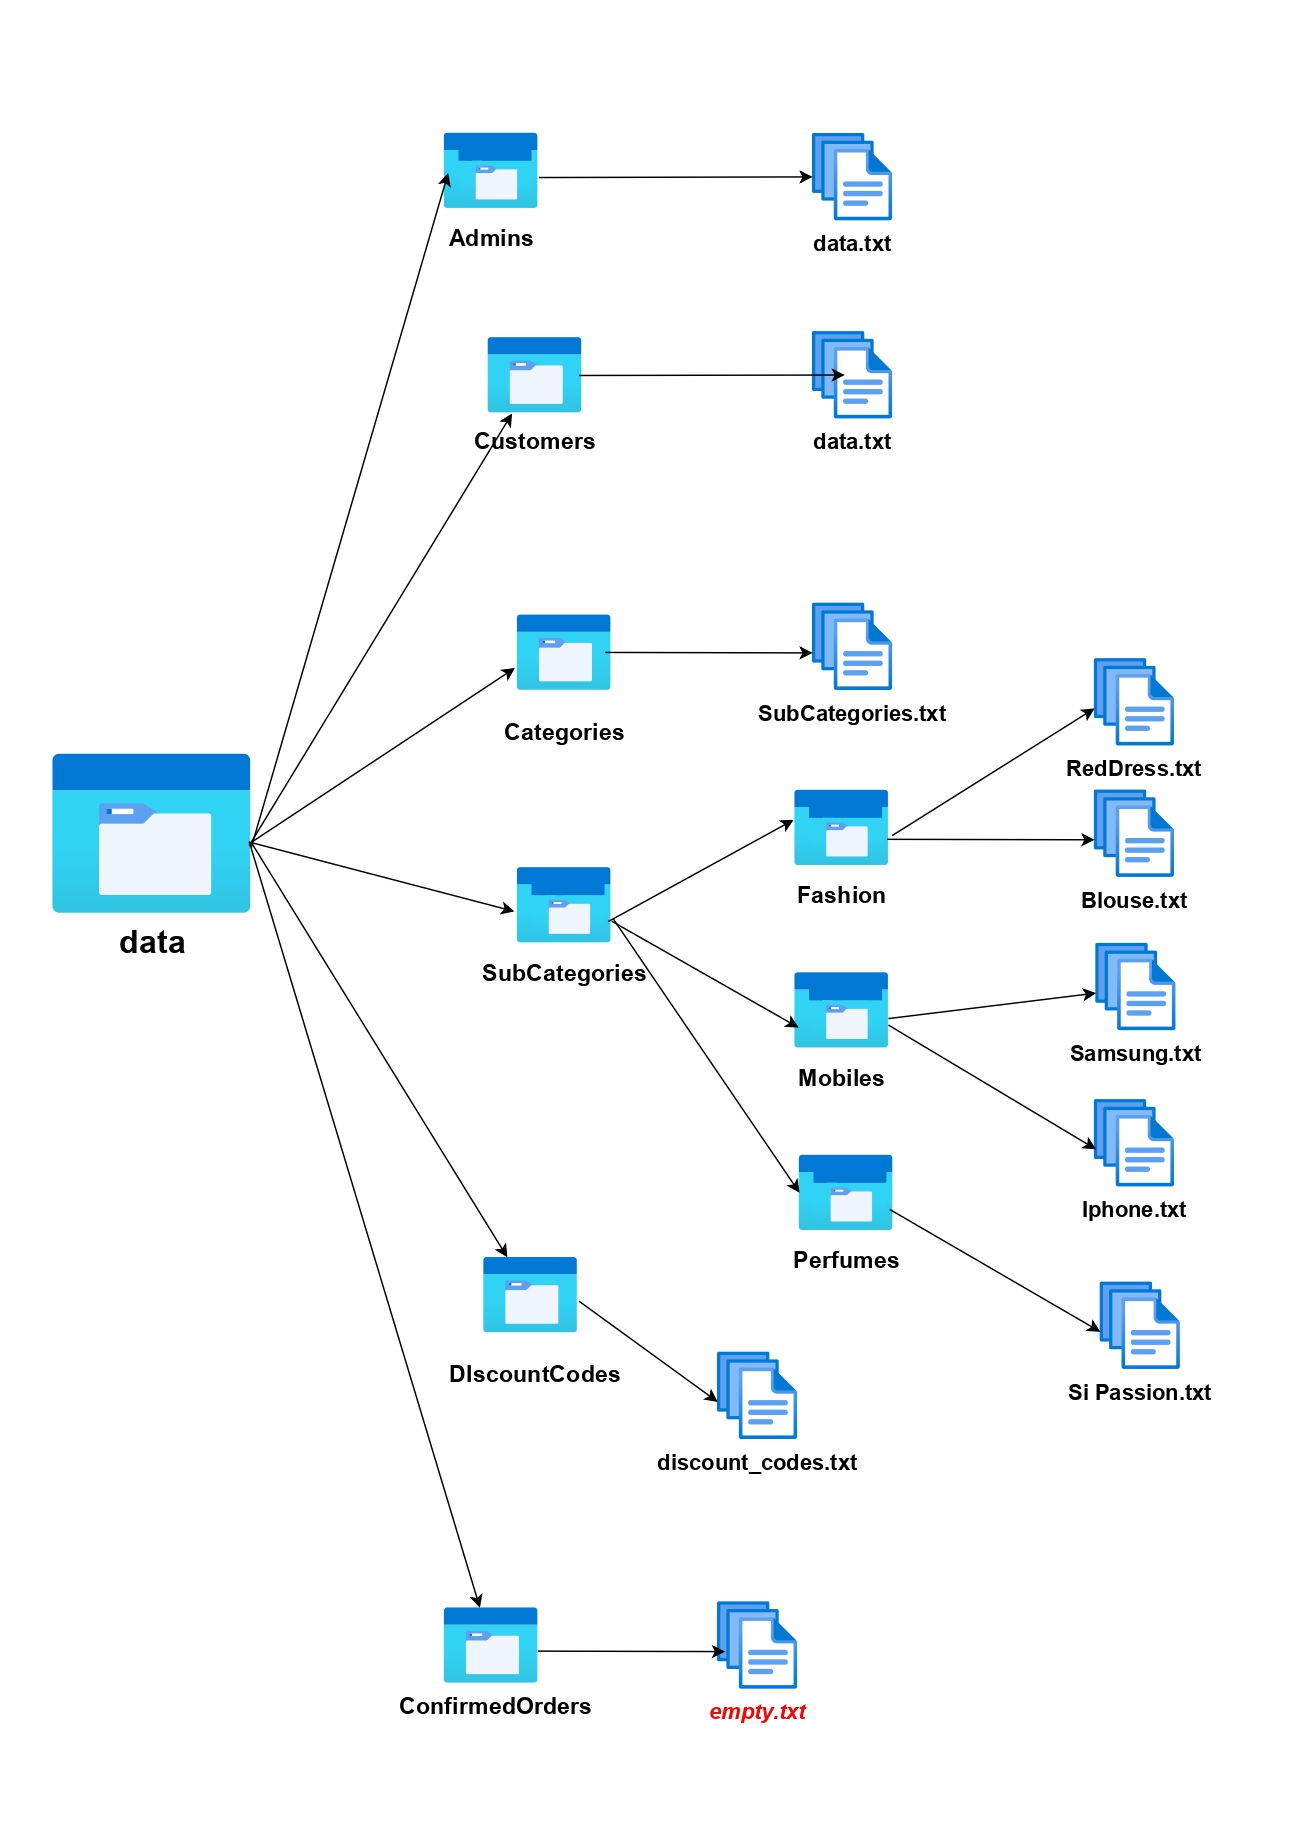 Admins
data.txt
Customers
data.txt
Categories
SubCategories.txt
RedDress.txt
data
SubCategories
Fashion
Blouse.txt
Mobiles
Samsung.txt
Iphone.txt
Perfumes
Si Passion.txt
DIscountCodes
discount_codes.txt
ConfirmedOrders
empty.txt